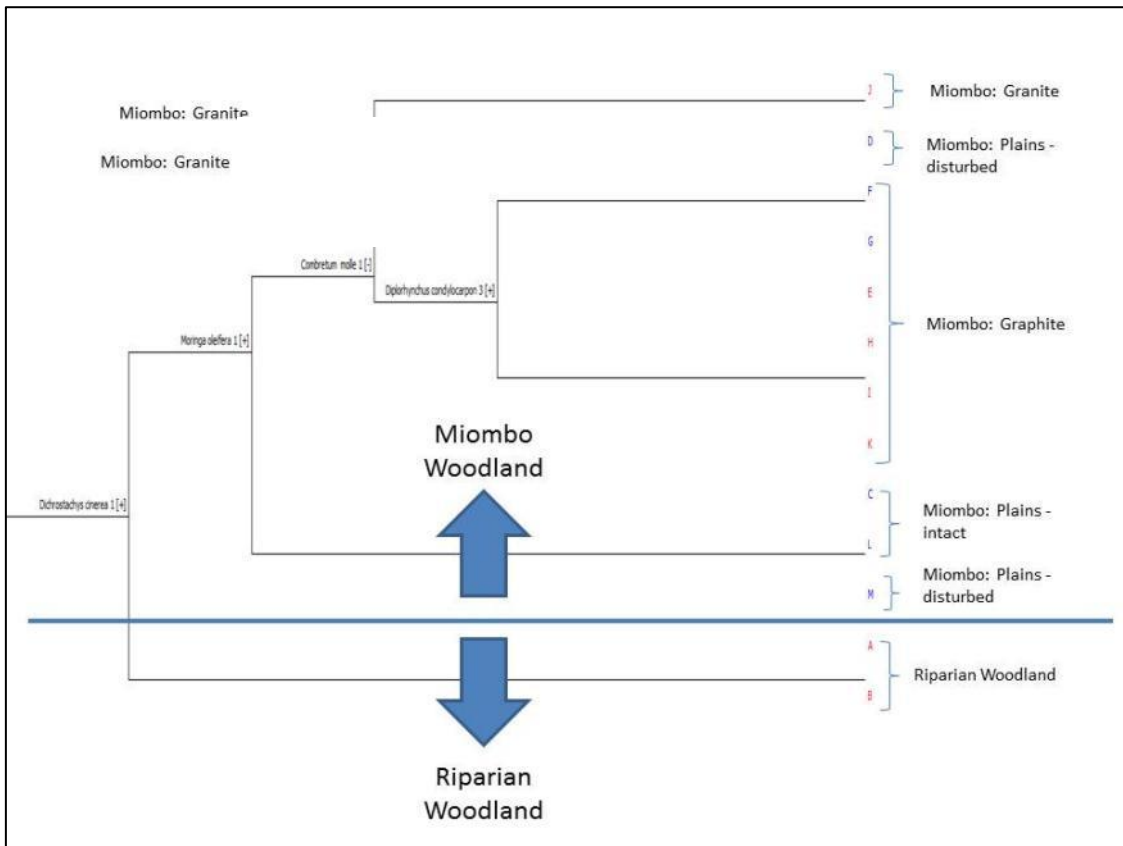 J
Miombo: Granite
Miombo: Granite
D
Miombo: Plains -
disturbed
Miombo: Granite
F
G
Combretum molle 1 [-]
Diplorhynchus condylocarpon 3 [+]
E
Miombo: Graphite
H
Moringa oleifera 1 [+]
I
K
Miombo
Woodland
C
Miombo: Plains -
intact
L
Dichrostachys cinerea 1 [+]
Miombo: Plains -
disturbed
M
A
Riparian Woodland
B
Riparian
Woodland